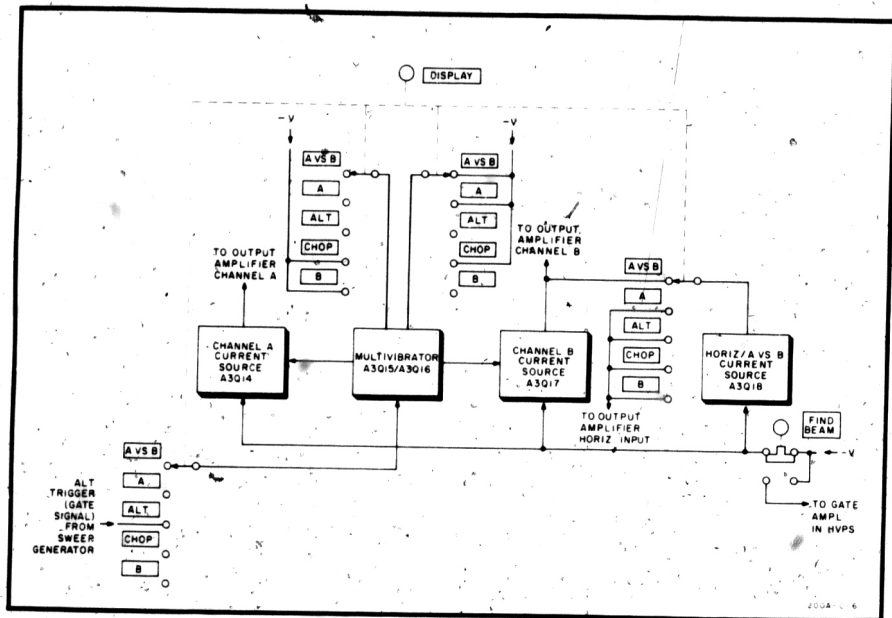 DISPLAY
-V
-V
A VS B
A
ALT
CHOP
B
A VS B
A
ALT
CHOP
B
TO OUTPUT
AMPLIFIER
CHANNEL A
TO OUTPUT
AMPLIFIER
CHANNEL B
A VS B
A
ALT
CHOP
B
CHANNEL A
CURRENT
SOURCE
A3Q14
MULTIVIBRATOR
A3Q15/A3Q16
CHANNEL B
CURRENT
SOURCE
A3Q17
HORIZ/A VS B
CURRENT
SOURCE
A3Q18
TO OUTPUT
AMPLIFIER
HORIZ INPUT
FIND
BEAM
-V
TO GATE
AMPL
IN HVPS
A VS B
A
ALT
CHOP
B
ALT
TRIGGER
(GATE
SIGNAL)
FROM
SWEER
GENERATOR